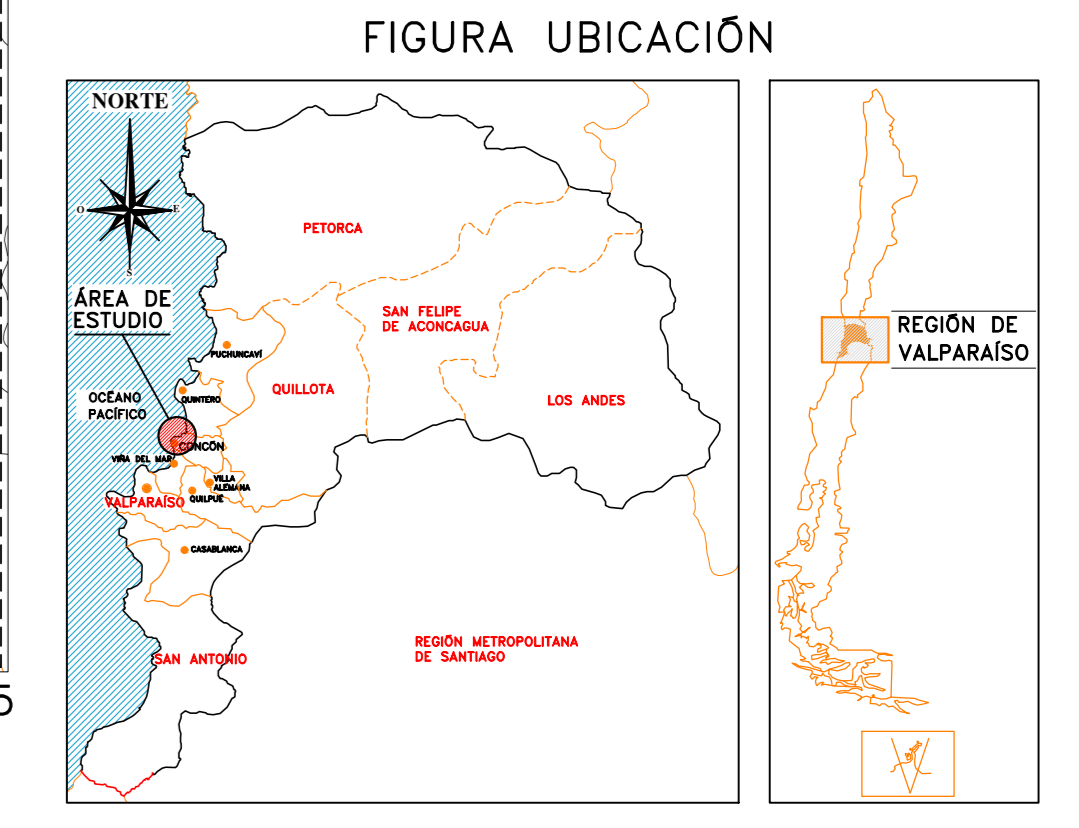 FIGURA UBICACIÓN
NORTE
O
E
S
ÁREA DE
ESTUDIO
OCÉANO
PACÍFICO
PETORCA
SAN FELIPE
DE ACONCAGUA
PUCHUNCAVÍ
QUILLOTA
QUINTERO
LOS ANDES
CONCÓN
VIÑA DEL MAR
VILLA
ALEMANA
QUILPUÉ
VALPARAÍSO
CASABLANCA
SAN ANTONIO
REGIÓN METROPOLITANA
DE SANTIAGO
REGIÓN DE
VALPARAÍSO
5